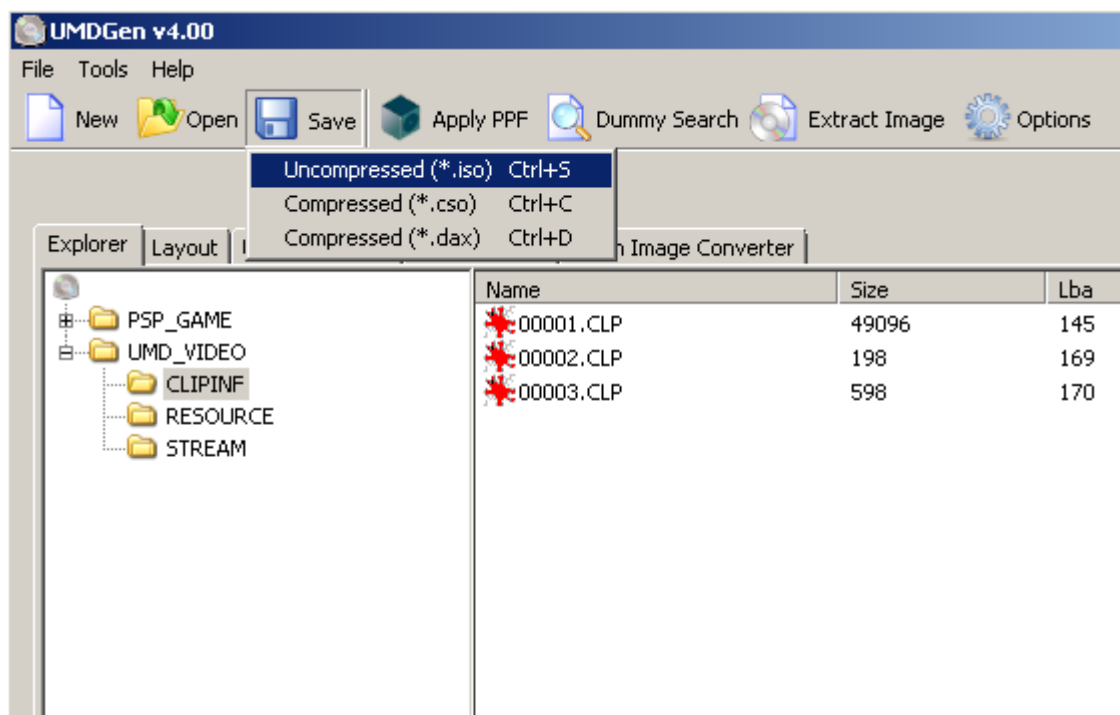 UMDGen v4.00
File Tools Help
New Open Save Apply PPF Dummy Search Extract Image Options
Uncompressed (*.iso) Ctrl+S
Compressed (*.cso) Ctrl+C
Compressed (*.dax) Ctrl+D
Explorer Layout Image Converter
Name Size Lba
PSP_GAME
UMD_VIDEO
CLIPINF
RESOURCE
STREAM
00001.CLP 49096 145
00002.CLP 198 169
00003.CLP 598 170